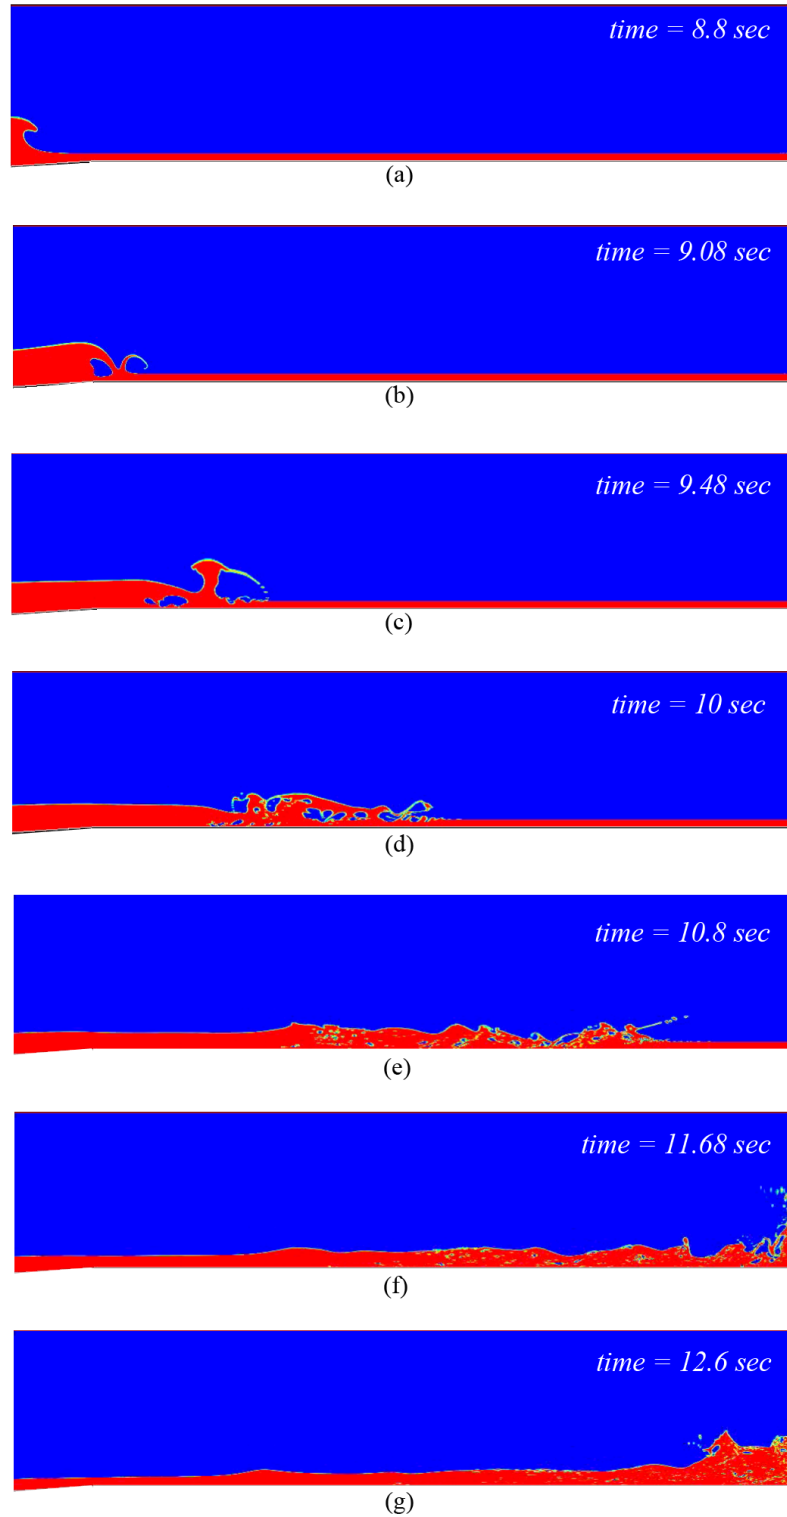 time = 8.8 sec
(a)
time = 9.08 sec
(b)
time = 9.48 sec
(c)
time = 10 sec
(d)
time = 10.8 sec
(e)
time = 11.68 sec
(f)
time = 12.6 sec
(g)